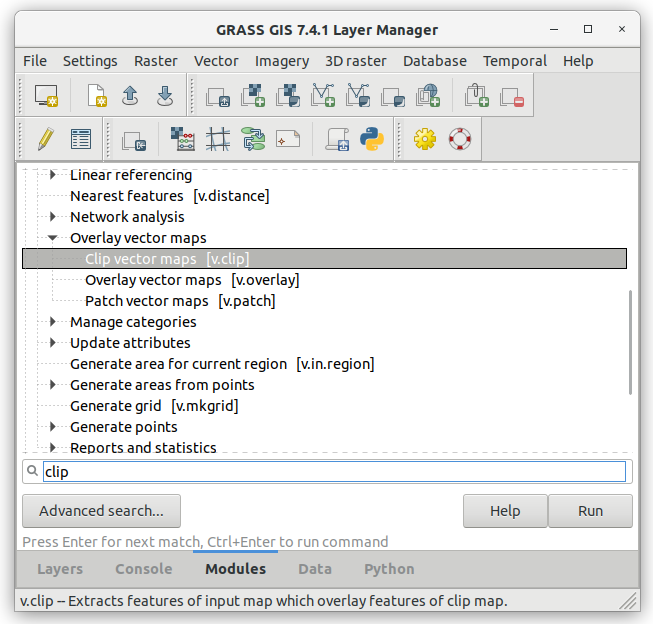 GRASS GIS 7.4.1 Layer Manager
File Settings Raster Vector Imagery 3D raster Database Temporal Help
Linear referencing
Nearest features [v.distance]
Network analysis
Overlay vector maps
Clip vector maps [v.clip]
Overlay vector maps [v.overlay]
Patch vector maps [v.patch]
Manage categories
Update attributes
Generate area for current region [v.in.region]
Generate areas from points
Generate grid [v.mkgrid]
Generate points
Reports and statistics
clip
Advanced search... Help Run
Press Enter for next match, Ctrl+Enter to run command
Layers Console Modules Data Python
v.clip -- Extracts features of input map which overlay features of clip map.